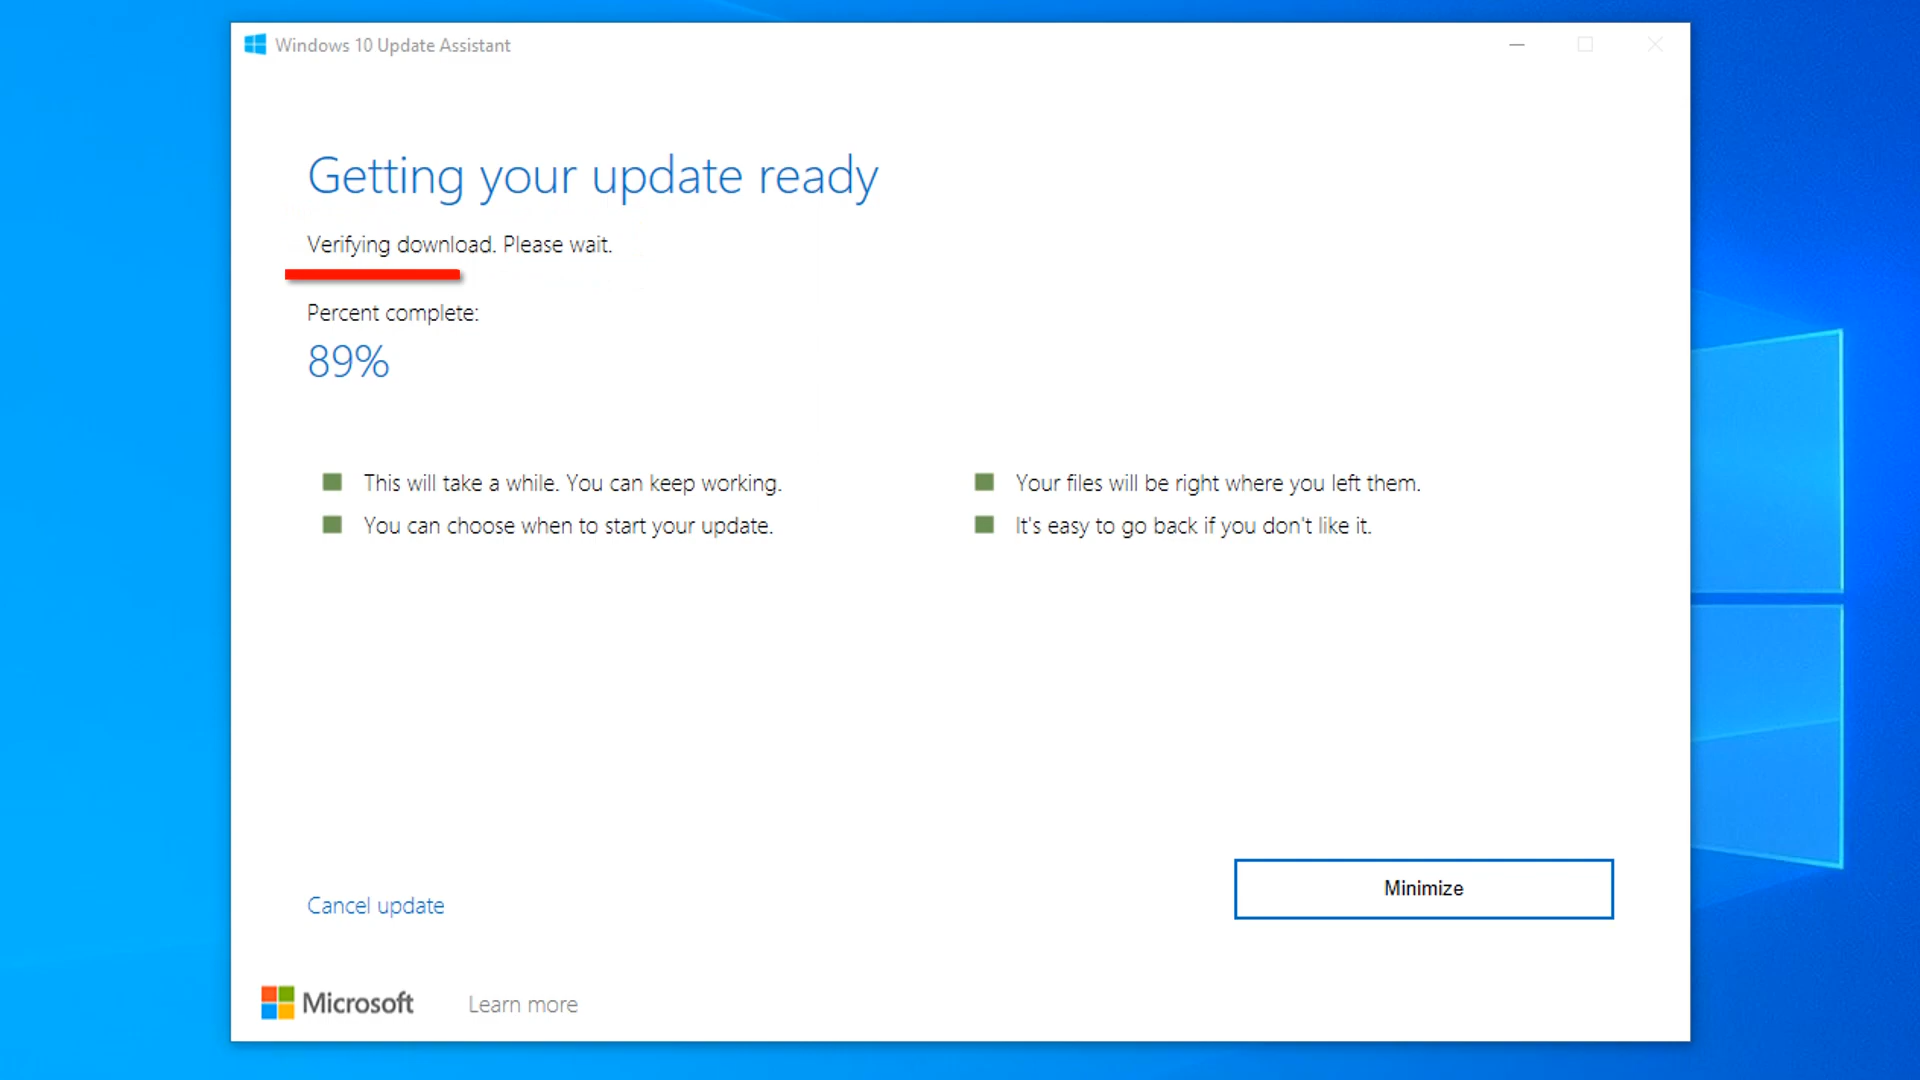 Windows 10 Update Assistant
Getting your update ready
Verifying download. Please wait.
Percent complete:
89%
This will take a while. You can keep working.
You can choose when to start your update.
Your files will be right where you left them.
It's easy to go back if you don't like it.
Cancel update
Minimize
Microsoft
Learn more